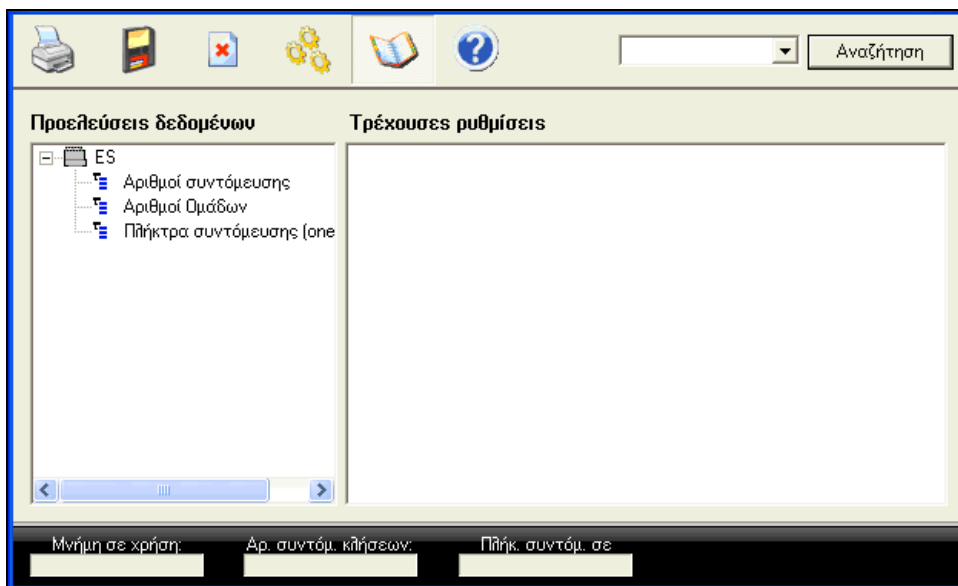 Αναζήτηση
Προελεύσεις δεδομένων
Τρέχουσες ρυθμίσεις
ES
Αριθμοί συντόμευσης
Αριθμοί Ομάδων
Πλήκτρα συντόμευσης (one
Μνήμη σε χρήση:
Αρ. συντόμ. κλήσεων:
Πλήκ. συντόμ. σε